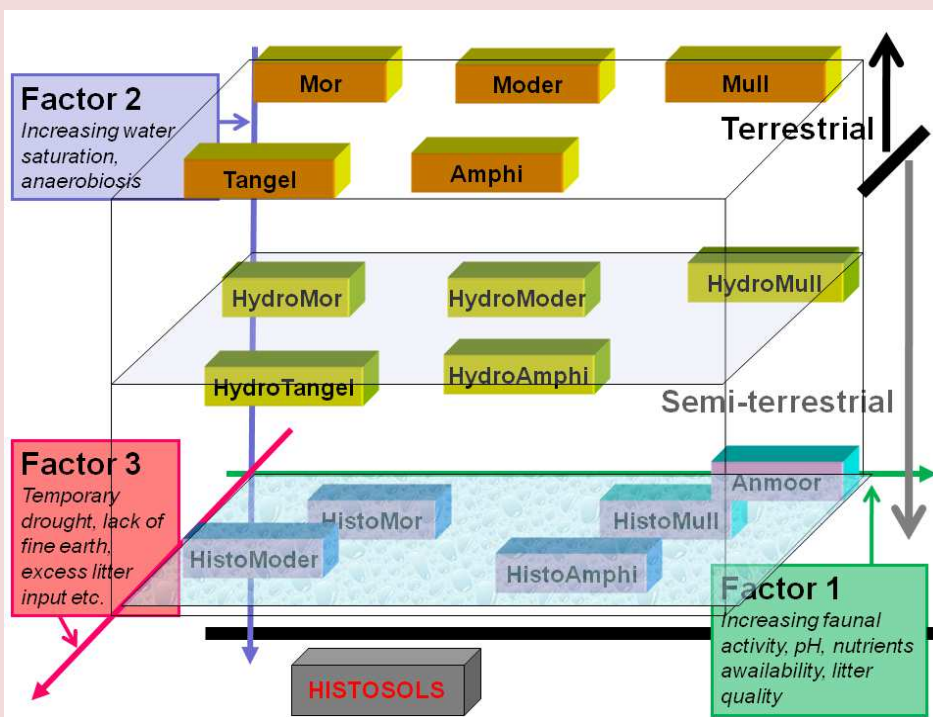 Factor 2
Increasing water
saturation,
anaerobiosis
Mor
Moder
Mull
Terrestrial
Tangel
Amphi
HydroMor
HydroModer
HydroMull
HydroTangel
HydroAmphi
Semi-terrestrial
Factor 3
Temporary
drought, lack of
fine earth,
excess litter
input etc.
Anmoor
HistoMor
HistoMull
HistoModer
HistoAmphi
Factor 1
Increasing faunal
activity, pH, nutrients
awailability, litter
quality
HISTOSOLS